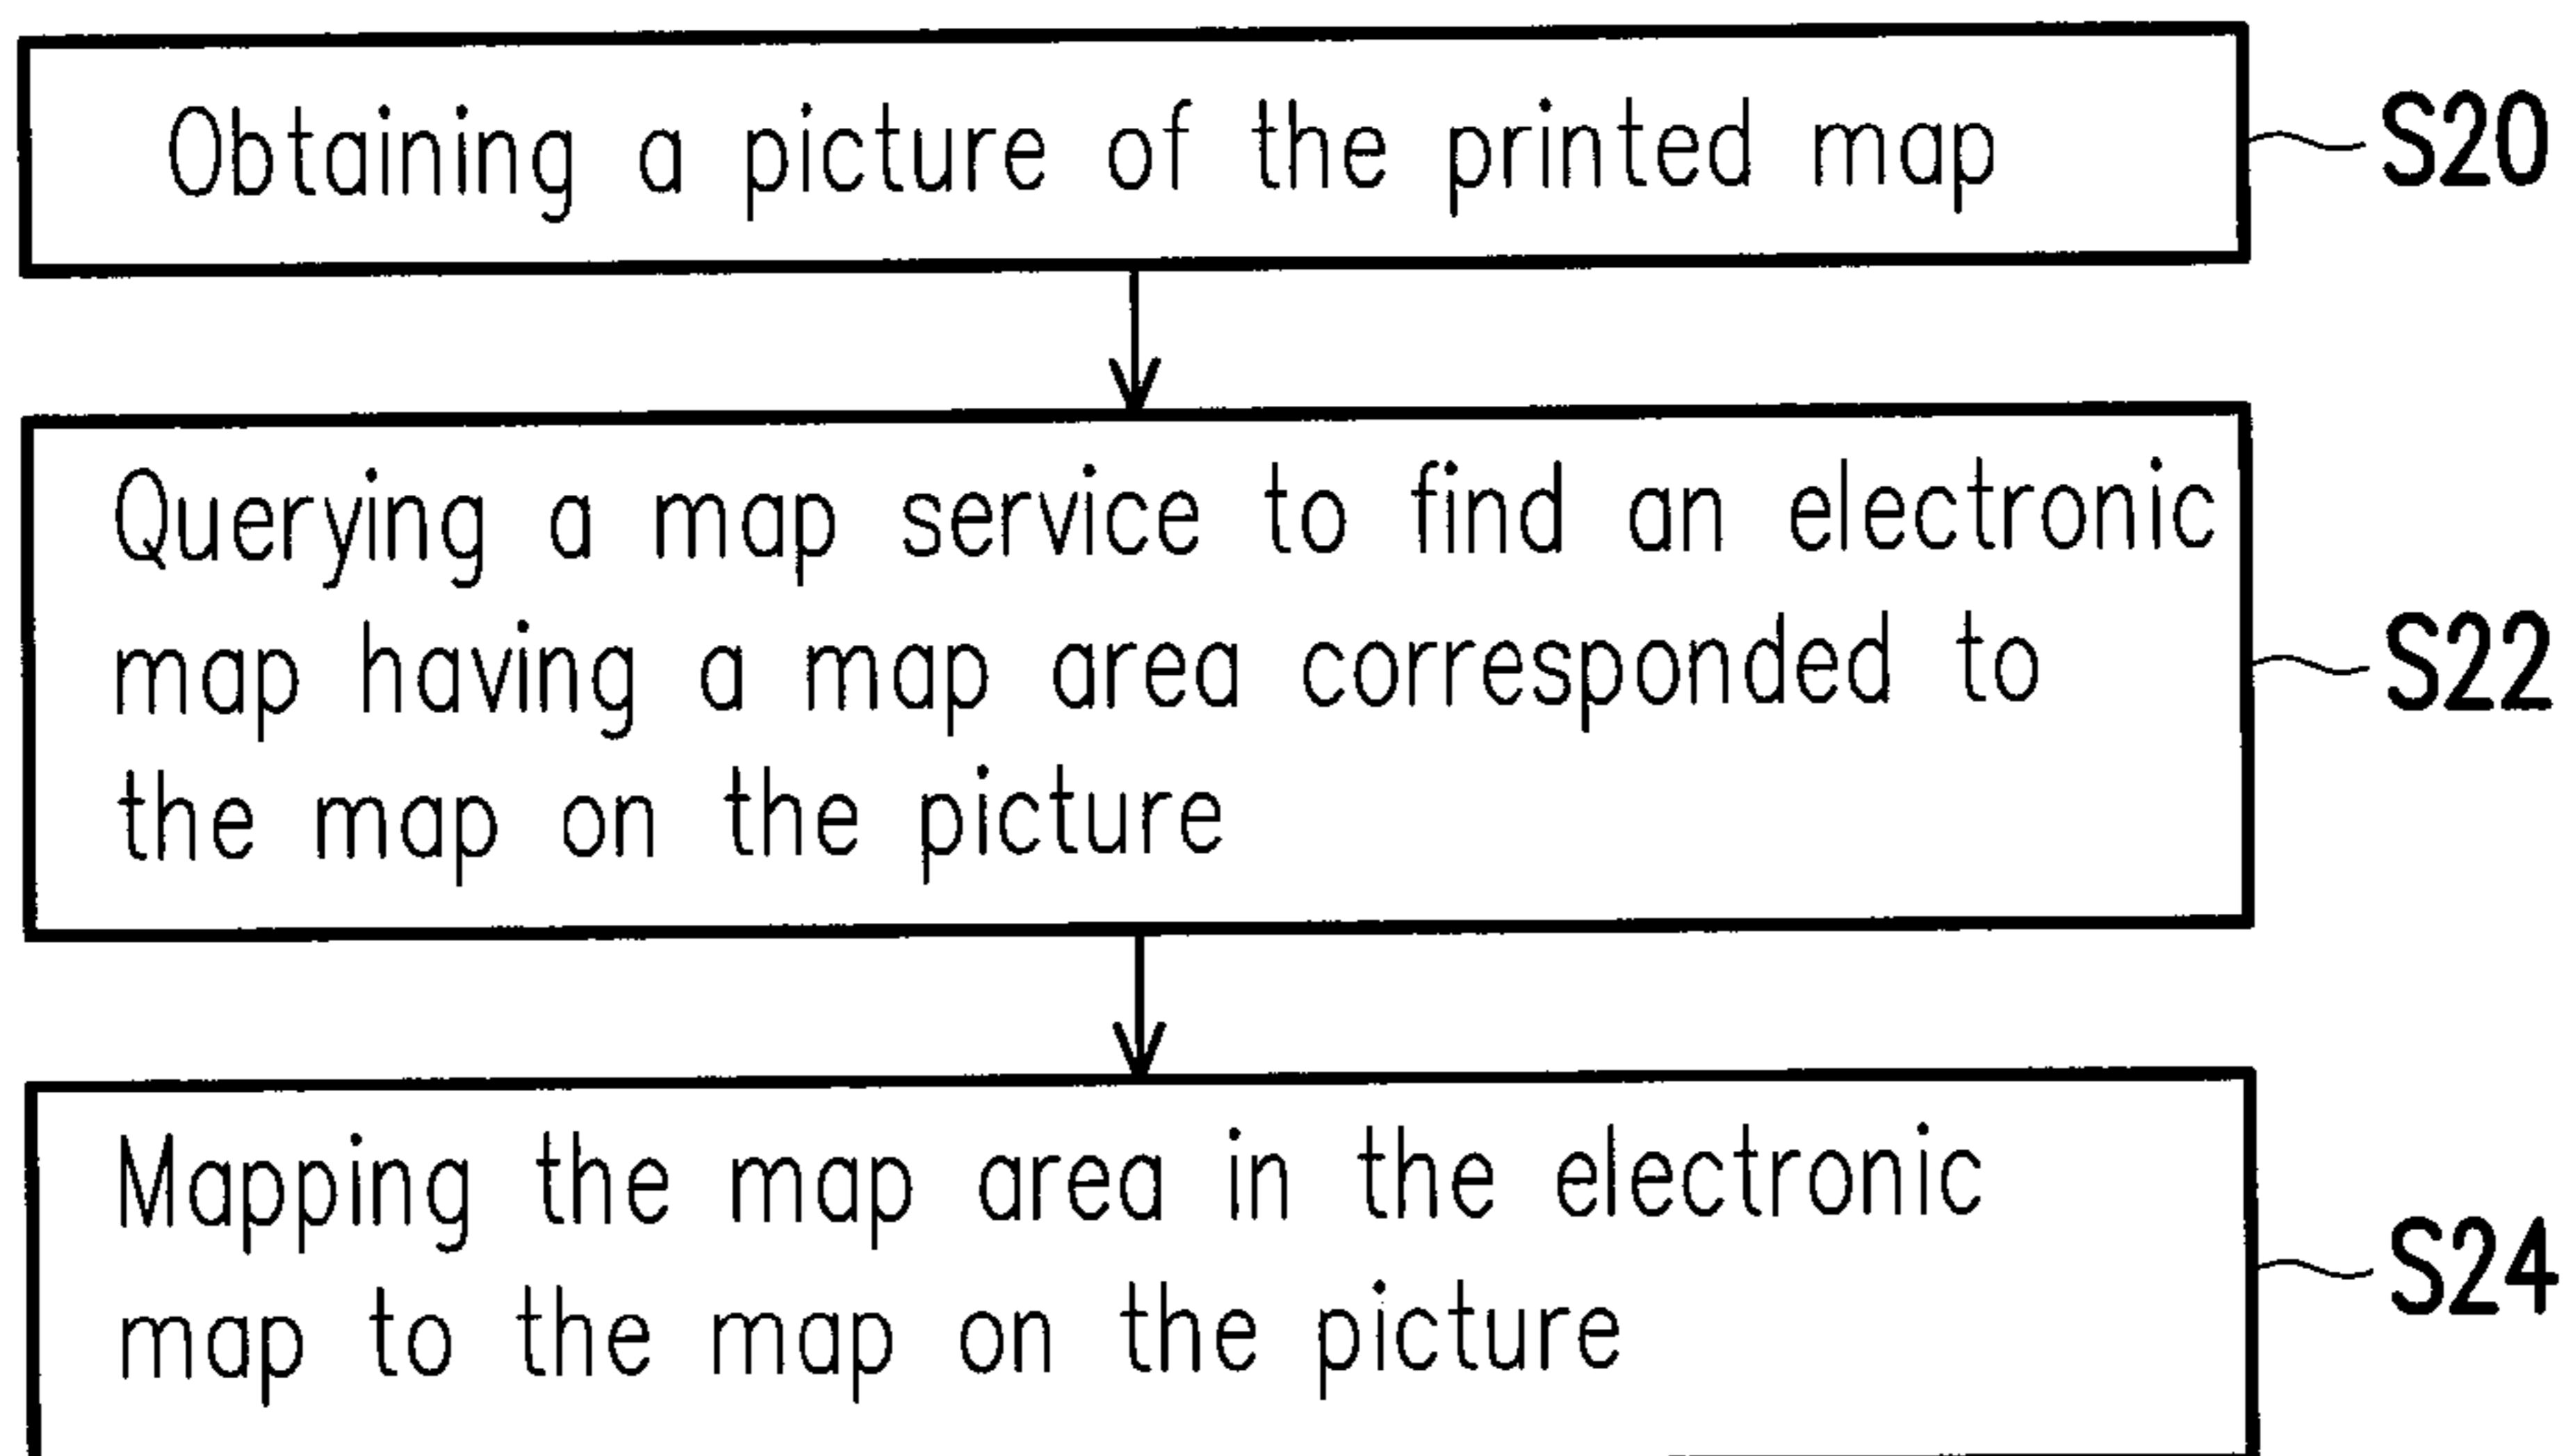 Obtaining a picture of the printed map
S20
Querying a map service to find an electronic
map having a map area corresponded to
the map on the picture
S22
Mapping the map area in the electronic
map to the map on the picture
S24